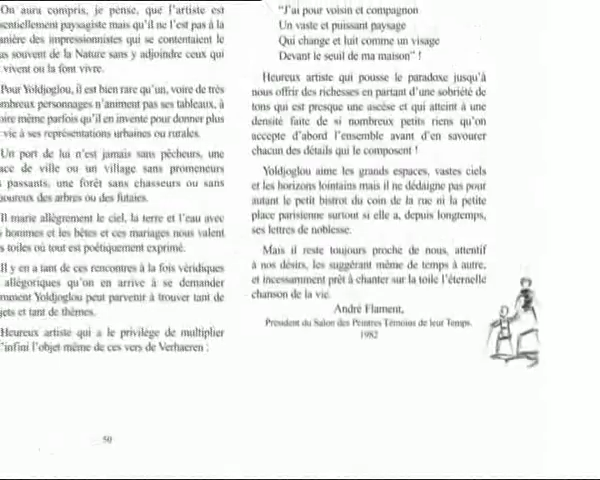 On aura compris, je pense, que l'artiste est
sentiellement paysagiste mais qu'il ne l'est pas à la
anière des impressionnistes qui se contentaient le
us souvent de la Nature sans y adjoindre ceux qui
vivent ou la font vivre.
Pour Yoldjoglou, il est bien rare qu'un, voire de très
mbreux personnages n'animent pas ses tableaux, à
oire même parfois qu'il en invente pour donner plus
vie à ses représentations urbaines ou rurales.
Un port de lui n'est jamais sans pêcheurs, une
ace de ville ou un village sans promeneurs
passants, une forêt sans chasseurs ou sans
oureux des arbres ou des futaies.
Il marie allègrement le ciel, la terre et l'eau avec
hommes et les bêtes et ces mariages nous valent
s toiles où tout est poétiquement exprimé.
Il y en a tant de ces rencontres à la fois véridiques
allégoriques qu'on en arrive à se demander
mment Yoldjoglou peut parvenir à trouver tant de
jets et tant de thèmes.
Heureux artiste qui a le privilège de multiplier
'infini l'objet même de ces vers de Verhaeren :
50
"J'ai pour voisin et compagnon
Un vaste et puissant paysage
Qui change et luit comme un visage
Devant le seuil de ma maison" !
Heureux artiste qui pousse le paradoxe jusqu'à
nous offrir des richesses en partant d'une sobriété de
tons qui est presque une ascèse et qui atteint à une
densité faite de si nombreux petits riens qu'on
accepte d'abord l'ensemble avant d'en savourer
chacun des détails qui le composent !
Yoldjoglou aime les grands espaces, vastes ciels
et les horizons lointains mais il ne dédaigne pas pour
autant le petit bistrot du coin de la rue ni la petite
place parisienne surtout si elle a, depuis longtemps,
ses lettres de noblesse.
Mais il reste toujours proche de nous, attentif
à nos désirs, les suggérant même de temps à autre,
et incessamment prêt à chanter sur la toile l'éternelle
chanson de la vie.
André Flament,
Président du Salon des Peintres Témoins de leur Temps.
1982